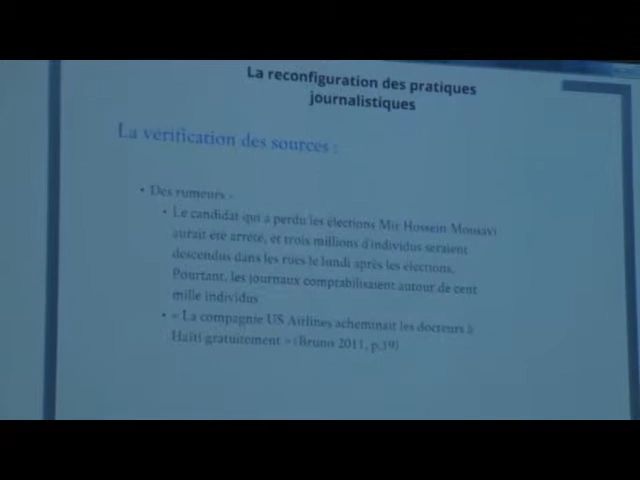 La reconfiguration des pratiques
journalistiques
La vérification des sources :
• Des rumeurs -
• Le candidat qui a perdu les élections Mir Hossein Mousavi
aurait été arrêté, et trois millions d'individus seraient
descendus dans les rues le lundi après les élections.
Pourtant, les journaux comptabilisaient autour de cent
mille individus
• « La compagnie US Airlines acheminait les docteurs à
Haïti gratuitement » (Bruno 2011, p.19)